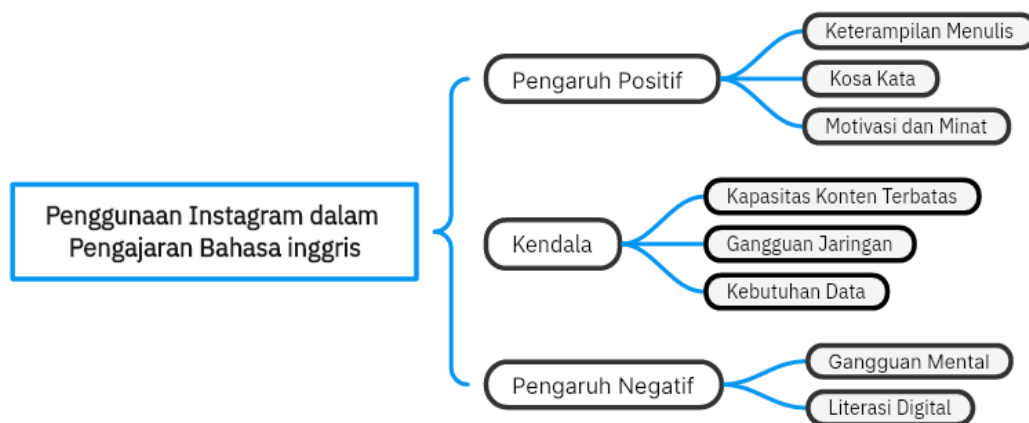 Penggunaan Instagram dalam
Pengajaran Bahasa inggris
Pengaruh Positif
Keterampilan Menulis
Kosa Kata
Motivasi dan Minat
Kendala
Kapasitas Konten Terbatas
Gangguan Jaringan
Kebutuhan Data
Pengaruh Negatif
Gangguan Mental
Literasi Digital